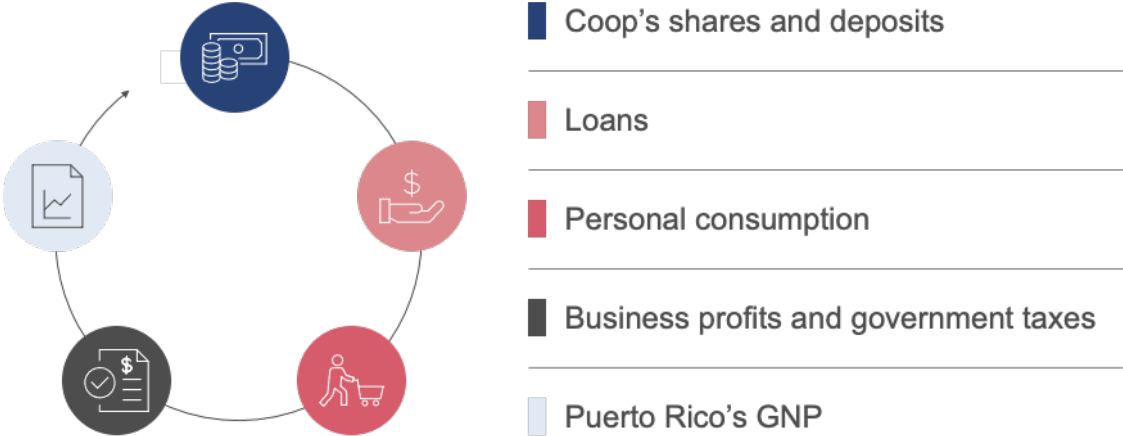 Coop’s shares and deposits
$
Loans
Personal consumption
$
Business profits and government taxes
Puerto Rico’s GNP